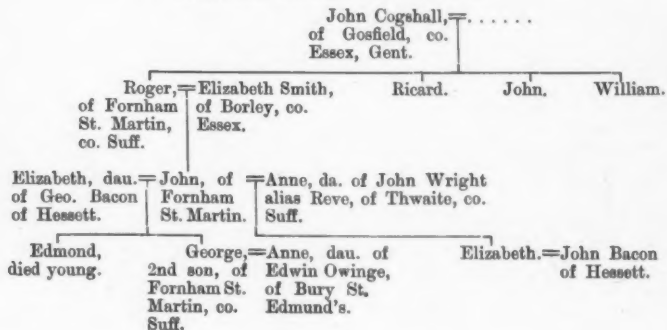 John Cogshall,=. . . . . .
of Gosfield, co.
Essex, Gent.
Roger,=Elizabeth Smith, Ricard. John. William.
of Fornham of Borley, co.
St. Martin, Essex.
co. Suff.
Elizabeth, dau.=John, of=Anne, da. of John Wright
of Geo. Bacon Fornham alias Reve, of Thwaite, co.
of Hessett. St. Martin. Suff.
Edmond, George,=Anne, dau. of Elizabeth.=John Bacon
died young. 2nd son, of Edwin Owinge, of Hessett.
Fornham St. of Bury St.
Martin, co. Edmund's.
Suff.